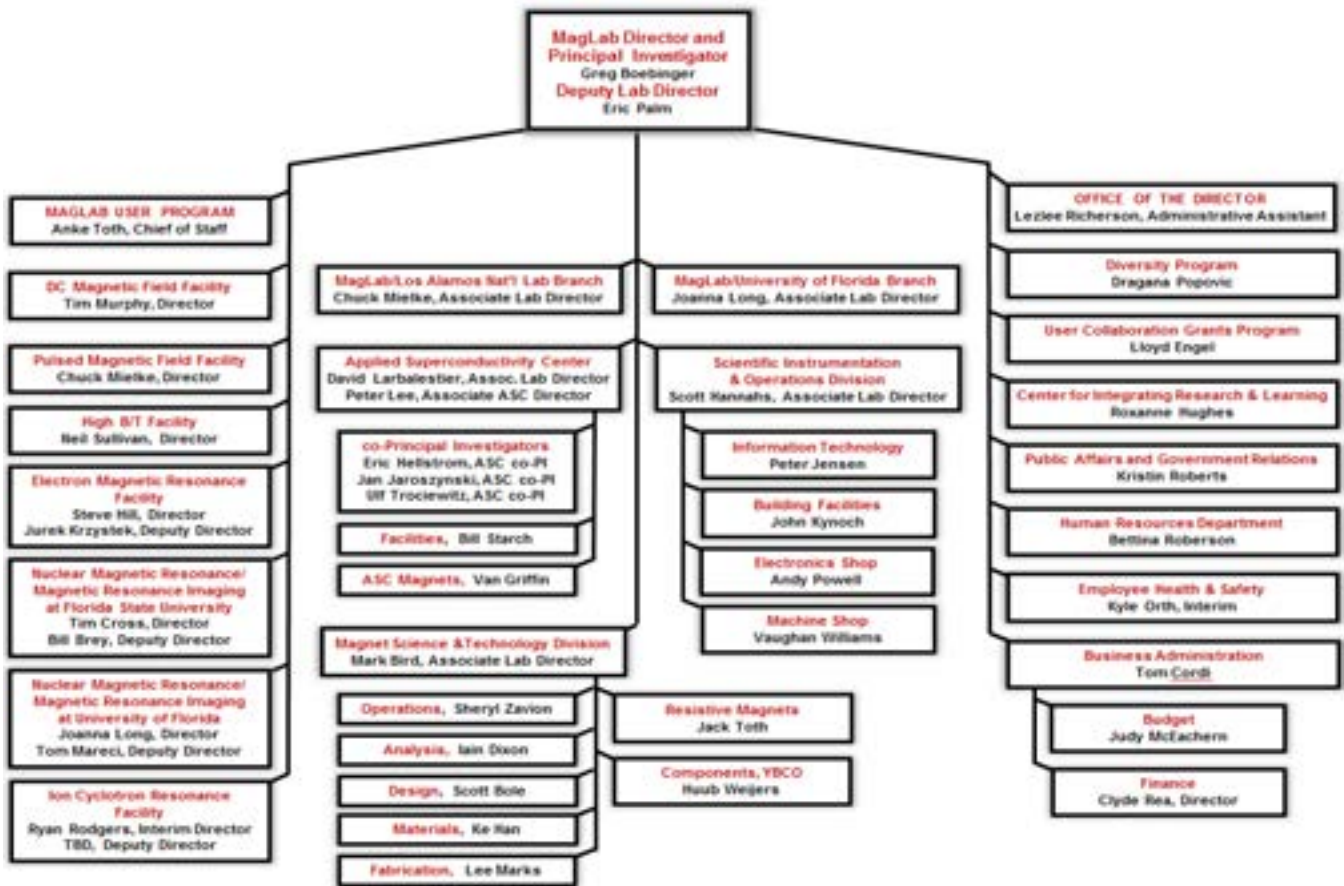 MagLab Director and
Principal Investigator
Greg Boebinger
Deputy Lab Director
Eric Palm
MAGLAB USER PROGRAM
Anke Toth, Chief of Staff
DC Magnetic Field Facility
Tim Murphy, Director
Pulsed Magnetic Field Facility
Chuck Mielke, Director
High B/T Facility
Neil Sullivan, Director
Electron Magnetic Resonance
Facility
Steve Hill, Director
Jurek Krzystek, Deputy Director
Nuclear Magnetic Resonance/
Magnetic Resonance Imaging
at Florida State University
Tim Cross, Director
Bill Brey, Deputy Director
Nuclear Magnetic Resonance/
Magnetic Resonance Imaging
at University of Florida
Joanna Long, Director
Tom Mareci, Deputy Director
Ion Cyclotron Resonance
Facility
Ryan Rodgers, Interim Director
TBD, Deputy Director
MagLab/Los Alamos Nat'l Lab Branch
Chuck Mielke, Associate Lab Director
MagLab/University of Florida Branch
Joanna Long, Associate Lab Director
Applied Superconductivity Center
David Larbalestier, Assoc. Lab Director
Peter Lee, Associate ASC Director
co-Principal Investigators
Eric Hellstrom, ASC co-PI
Jan Jaroszynski, ASC co-PI
Ulf Trociewitz, ASC co-PI
Facilities, Bill Starch
ASC Magnets, Van Griffin
Scientific Instrumentation
& Operations Division
Scott Hannahs, Associate Lab Director
Information Technology
Peter Jensen
Building Facilities
John Kynoch
Electronics Shop
Andy Powell
Machine Shop
Vaughan Williams
Magnet Science &Technology Division
Mark Bird, Associate Lab Director
Operations, Sheryl Zavion
Analysis, Iain Dixon
Design, Scott Bole
Materials, Ke Han
Fabrication, Lee Marks
Resistive Magnets
Jack Toth
Components, YBCO
Huub Weijers
OFFICE OF THE DIRECTOR
Lezlee Richerson, Administrative Assistant
Diversity Program
Dragana Popovic
User Collaboration Grants Program
Lloyd Engel
Center for Integrating Research & Learning
Roxanne Hughes
Public Affairs and Government Relations
Kristin Roberts
Human Resources Department
Bettina Roberson
Employee Health & Safety
Kyle Orth, Interim
Business Administration
Tom Cordi
Budget
Judy McEachern
Finance
Clyde Rea, Director